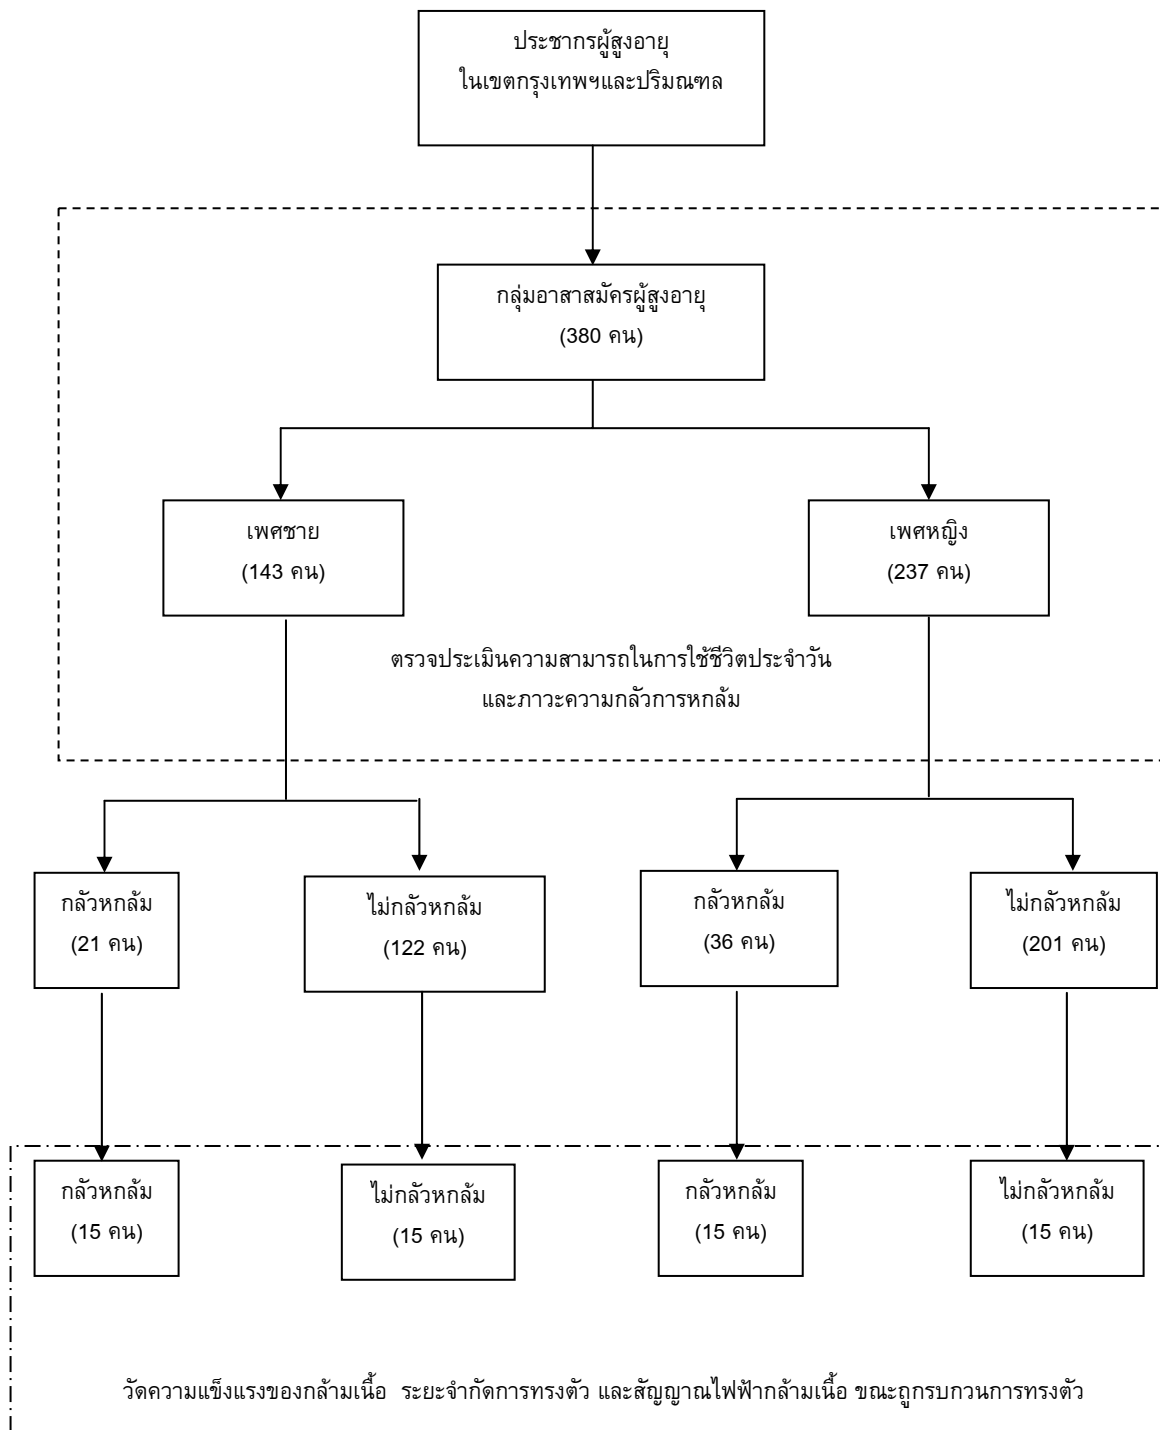 ประชากรผู้สูงอายุ
ในเขตกรุงเทพฯและปริมณฑล
กลุ่มอาสาสมัครผู้สูงอายุ
(380 คน)
เพศชาย
(143 คน)
เพศหญิง
(237 คน)
ตรวจประเมินความสามารถในการใช้ชีวิตประจำวัน
และภาวะความกลัวการหกล้ม
กลัวหกล้ม
(21 คน)
ไม่กลัวหกล้ม
(122 คน)
กลัวหกล้ม
(36 คน)
ไม่กลัวหกล้ม
(201 คน)
กลัวหกล้ม
(15 คน)
ไม่กลัวหกล้ม
(15 คน)
กลัวหกล้ม
(15 คน)
ไม่กลัวหกล้ม
(15 คน)
วัดความแข็งแรงของกล้ามเนื้อ ระยะจำกัดการทรงตัว และสัญญาณไฟฟ้ากล้ามเนื้อ ขณะถูกรบกวนการทรงตัว